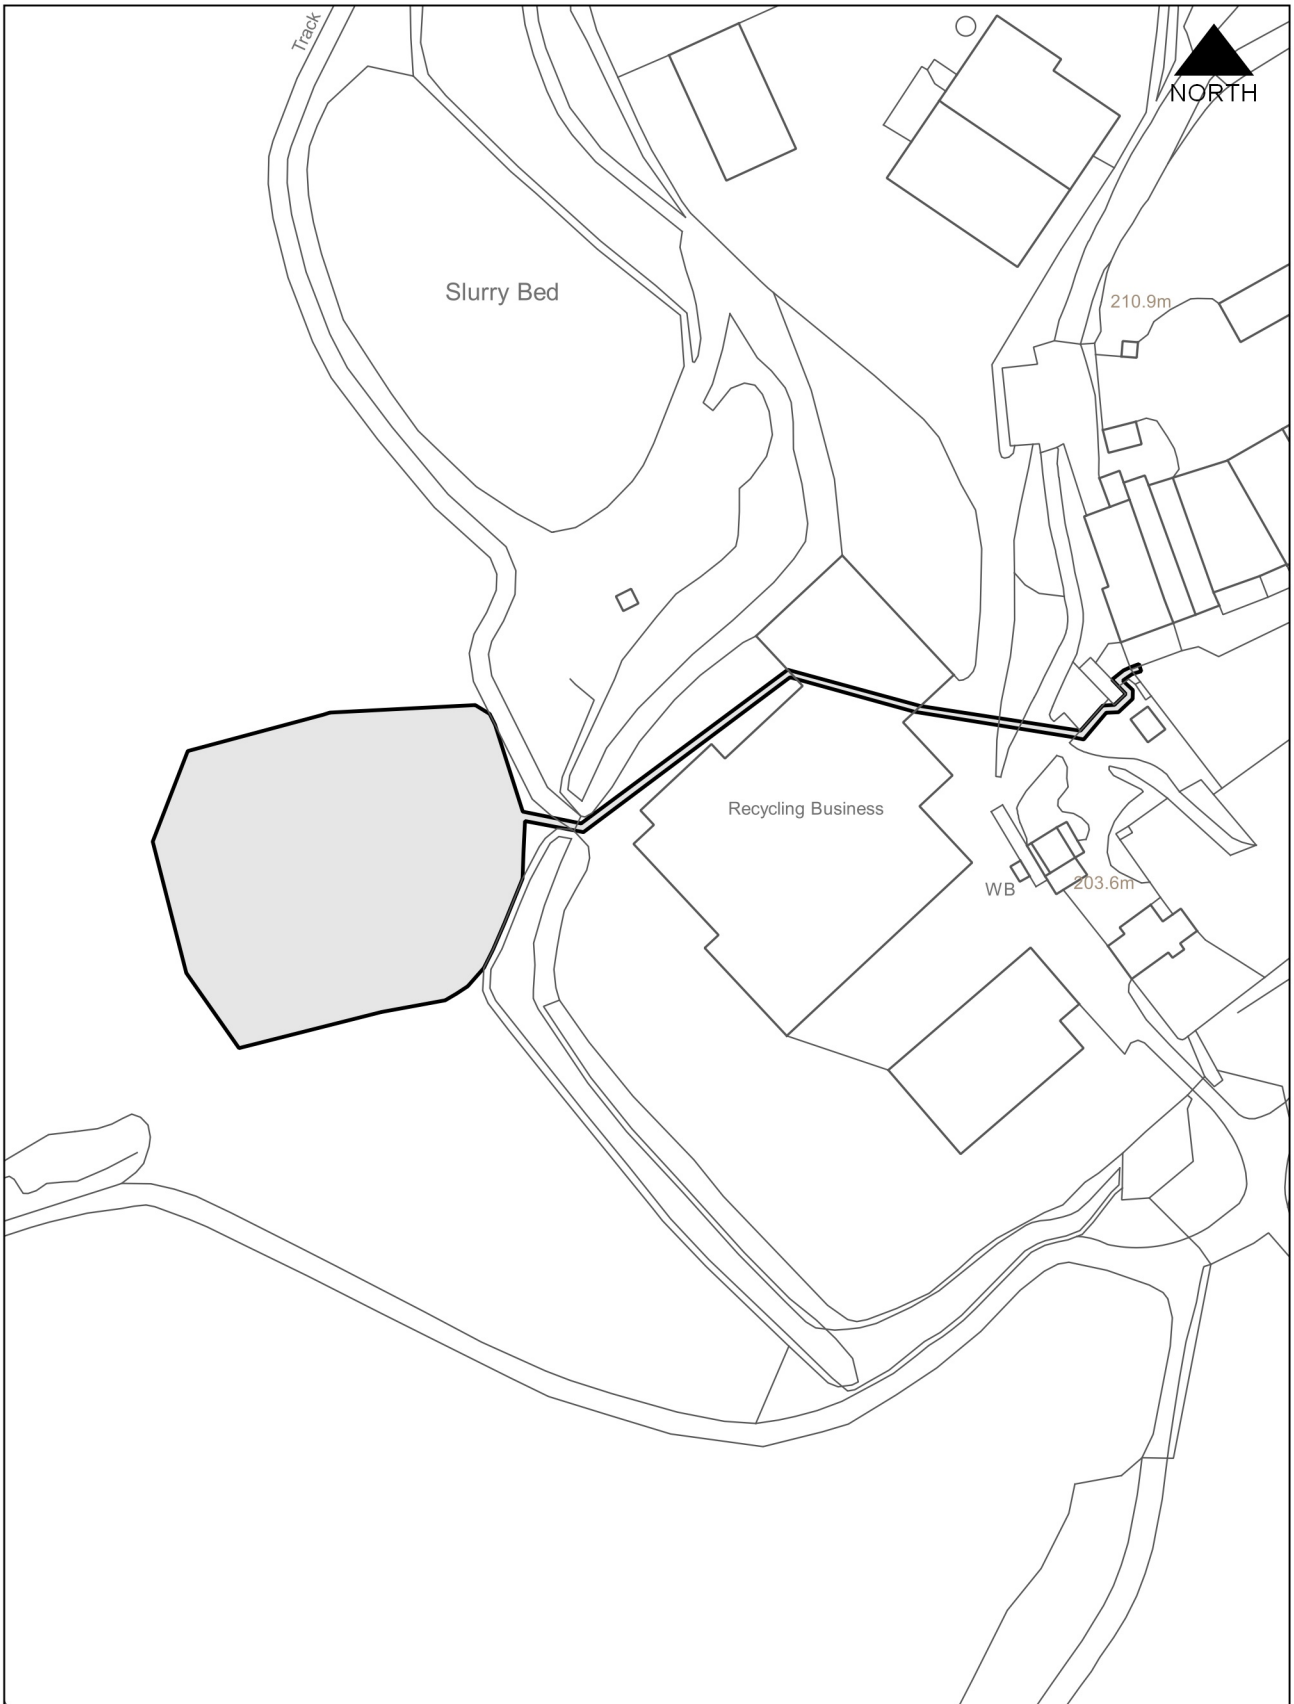 Track
NORTH
Slurry Bed
210.9m
Recycling Business
WB
203.6m